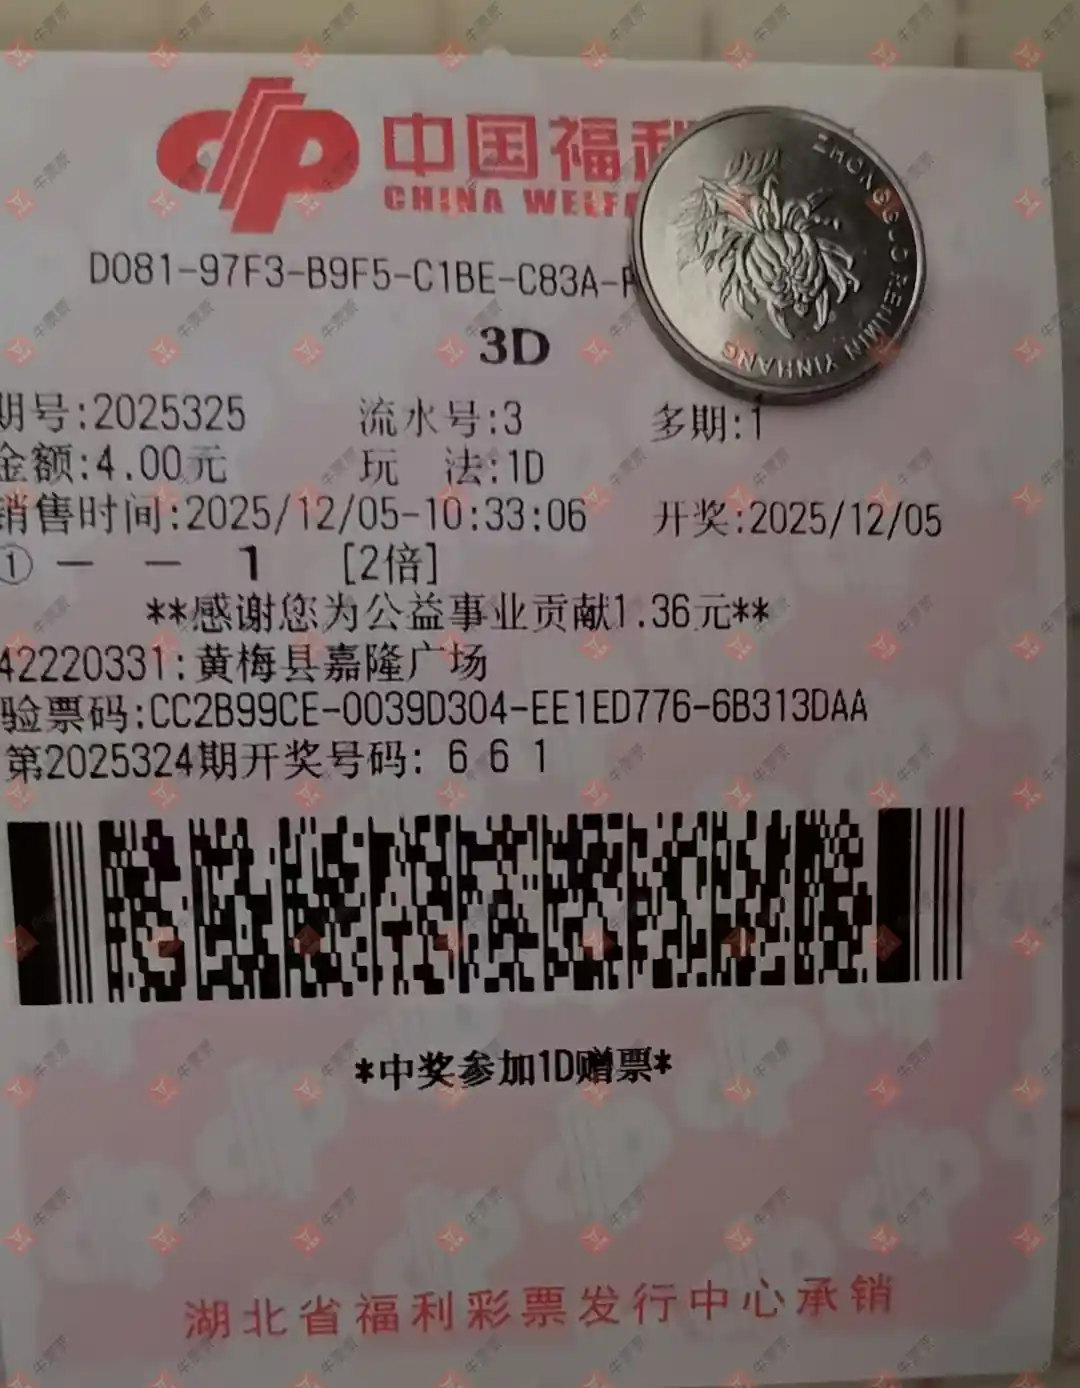 中国福利
CHINA WELFA
D081-97F3-B9F5-C1BE-C83A-
ZHONGGUO RENMIN YINHANG
3D
期号:2025325 流水号:3 多期:1
金额:4.00元 玩 法:1D
销售时间:2025/12/05-10:33:06 开奖:2025/12/05
① — — 1 [2倍]
**感谢您为公益事业贡献1.36元**
42220331:黄梅县嘉隆广场
验票码:CC2B99CE-0039D304-EE1ED776-6B313DAA
第2025324期开奖号码: 6 6 1
*中奖参加1D赠票*
湖北省福利彩票发行中心承销